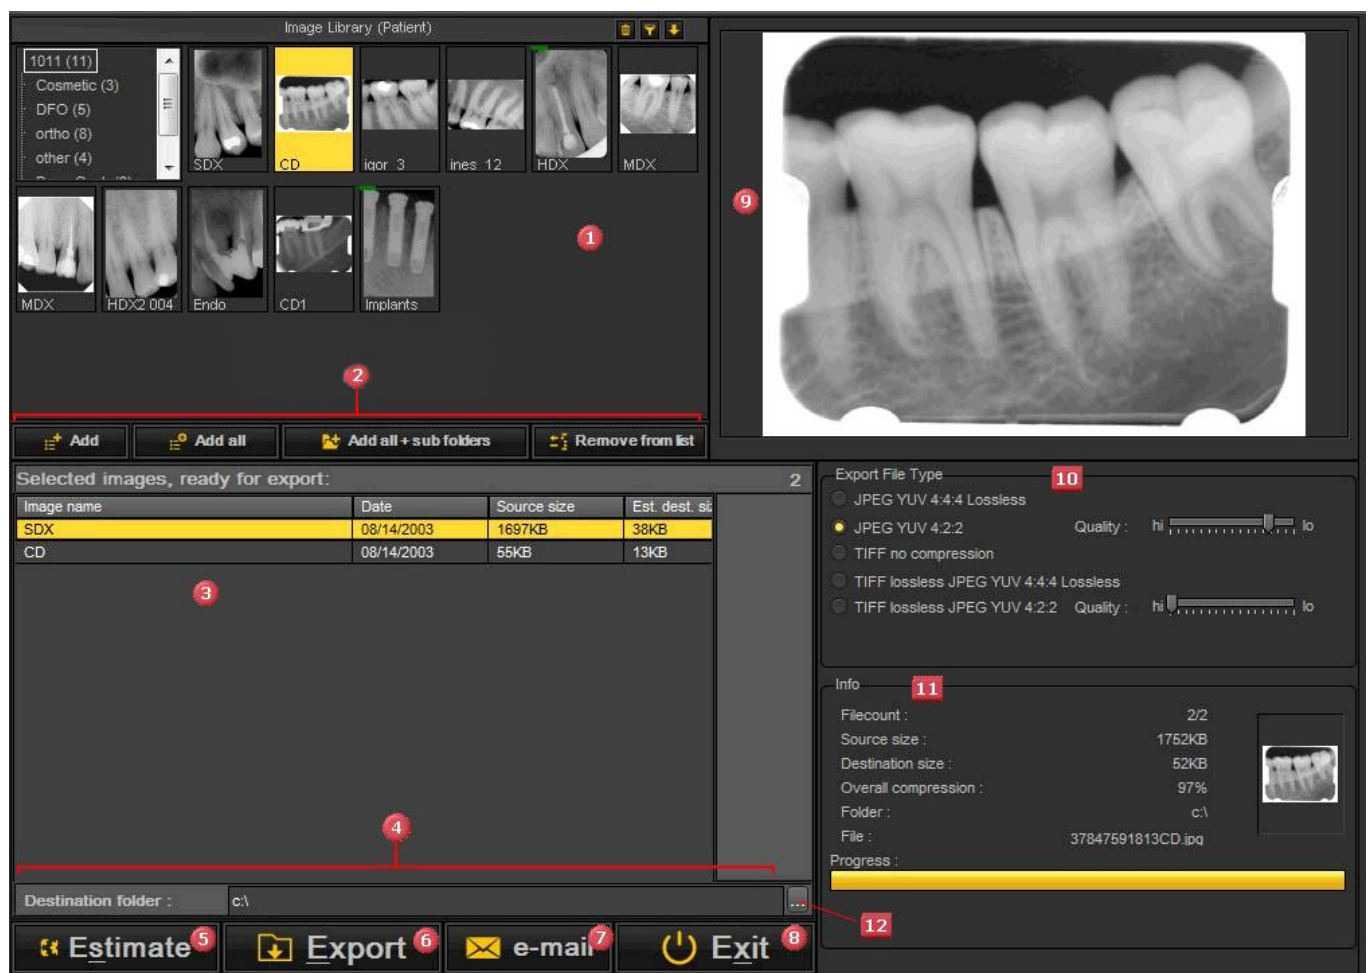 Image Library (Patient)
1011 (11)
Cosmetic (3)
DFO (5)
ortho (8)
other (4)
SDX
CD
igor_3
ines_12
HDX
MDX
9
1
MDX
HDX2 004
Endo
CD1
Implants
2
Add
Add all
Add all + sub folders
Remove from list
Selected images, ready for export: 2
Image name Date Source size Est. dest. siz
SDX 08/14/2003 1697KB 38KB
CD 08/14/2003 55KB 13KB
3
4
Destination folder : c:\ ...
Estimate 5
Export 6
e-mail 7
Exit 8
Export File Type 10
JPEG YUV 4:4:4 Lossless
JPEG YUV 4:2:2 Quality : hi lo
TIFF no compression
TIFF lossless JPEG YUV 4:4:4 Lossless
TIFF lossless JPEG YUV 4:2:2 Quality : hi lo
Info 11
Filecount : 2/2
Source size : 1752KB
Destination size : 52KB
Overall compression : 97%
Folder : c:\
File : 37847591813CD.jpg
Progress :
12